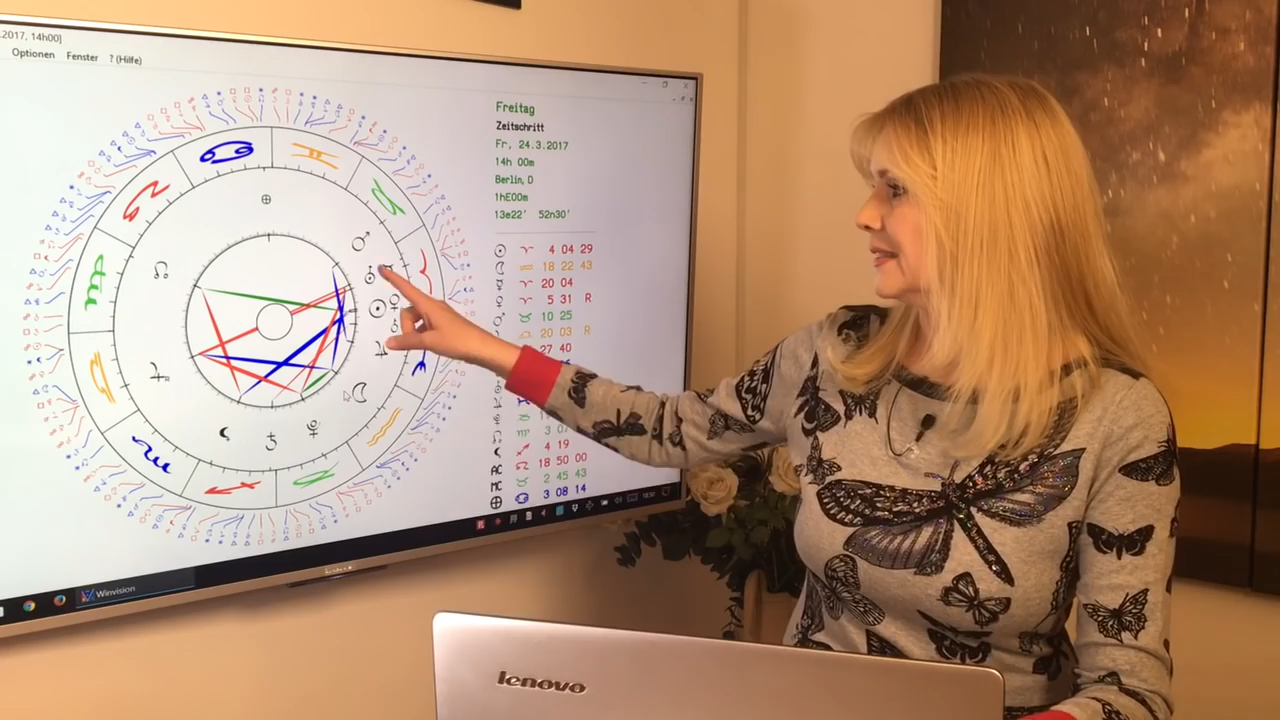 .2017, 14h00]
Optionen Fenster ? (Hilfe)
Freitag
Zeitschritt
Fr, 24.3.2017
14h 00m
Berlin, D
1hE00m
13e22' 52n30'
☉ ♈ 4 04 29
☽ ♒ 18 22 43
☿ ♈ 20 04
♀ ♈ 5 31 R
♂ ♉ 10 25
♎ 20 03 R
27 40
♍ 3 07
☾ ♐ 4 19
AC ♌ 18 50 00
MC ♉ 2 45 43
⊕ ♋ 3 08 14
Winvision
lenovo